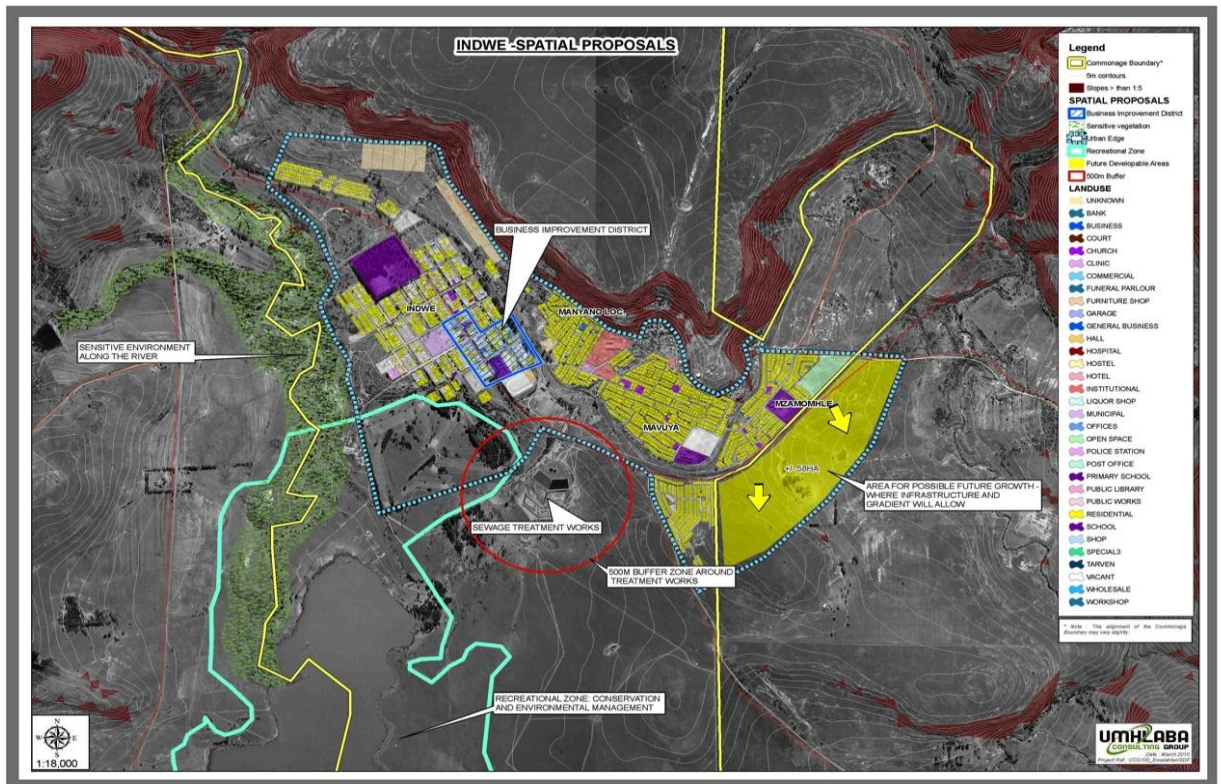 INDWE -SPATIAL PROPOSALS
BUSINESS IMPROVEMENT DISTRICT
INDWE
MANYANO LOC.
SENSITIVE ENVIRONMENT
ALONG THE RIVER
MZAMOMHLE
MAVUYA
+/-58HA
AREA FOR POSSIBLE FUTURE GROWTH -
WHERE INFRASTRUCTURE AND
GRADIENT WILL ALLOW
SEWAGE TREATMENT WORKS
500M BUFFER ZONE AROUND
TREATMENT WORKS
RECREATIONAL ZONE: CONSERVATION
AND ENVIRONMENTAL MANAGEMENT
N
W E
S
1:18,000
Legend
Commonage Boundary*
5m contours
Slopes > than 1:5
SPATIAL PROPOSALS
Business Improvement District
Sensitive vegetation
Urban Edge
Recreational Zone
Future Developable Areas
500m Buffer
LANDUSE
UNKNOWN
BANK
BUSINESS
COURT
CHURCH
CLINIC
COMMERCIAL
FUNERAL PARLOUR
FURNITURE SHOP
GARAGE
GENERAL BUSINESS
HALL
HOSPITAL
HOSTEL
HOTEL
INSTITUTIONAL
LIQUOR SHOP
MUNICIPAL
OFFICES
OPEN SPACE
POLICE STATION
POST OFFICE
PRIMARY SCHOOL
PUBLIC LIBRARY
PUBLIC WORKS
RESIDENTIAL
SCHOOL
SHOP
SPECIAL3
TARVEN
VACANT
WHOLESALE
WORKSHOP
* Note : The alignment of the Commonage
Boundary may vary slightly.
UMHLABA
CONSULTING GROUP
Date : March 2010